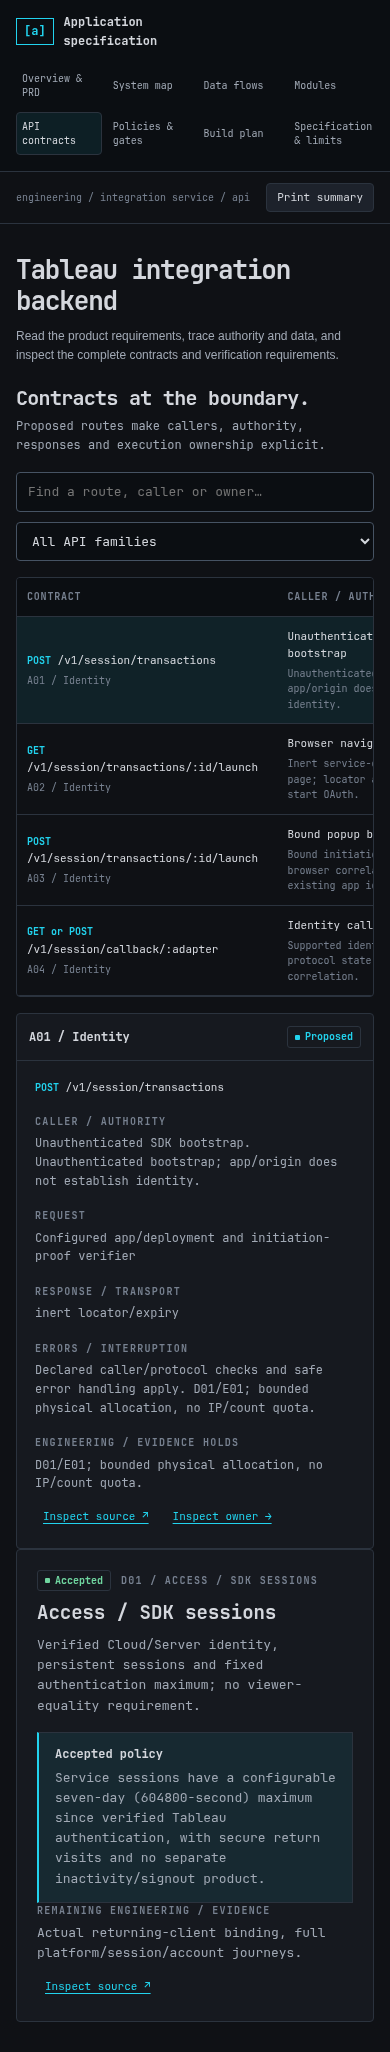 [a] Application
specification
Overview &
PRD
System map
Data flows
Modules
API
contracts
Policies &
gates
Build plan
Specification
& limits
engineering / integration service / api
Print summary
Tableau integration
backend
Read the product requirements, trace authority and data, and
inspect the complete contracts and verification requirements.
Contracts at the boundary.
Proposed routes make callers, authority,
responses and execution ownership explicit.
Find a route, caller or owner…
All API families
CONTRACT
CALLER /
POST /v1/session/transactions
A01 / Identity
bootstrap
app/origin
identity.
GET
/v1/session/transactions/:id/launch
A02 / Identity
Browser
Inert
page; locator
start OAuth.
POST
/v1/session/transactions/:id/launch
A03 / Identity
Bound popup
Bound
browser
existing app
GET or POST
/v1/session/callback/:adapter
A04 / Identity
Identity
Supported
protocol state
correlation.
A01 / Identity
Proposed
POST /v1/session/transactions
CALLER / AUTHORITY
Unauthenticated SDK bootstrap.
Unauthenticated bootstrap; app/origin does
not establish identity.
REQUEST
Configured app/deployment and initiation-
proof verifier
RESPONSE / TRANSPORT
inert locator/expiry
ERRORS / INTERRUPTION
Declared caller/protocol checks and safe
error handling apply. D01/E01; bounded
physical allocation, no IP/count quota.
ENGINEERING / EVIDENCE HOLDS
D01/E01; bounded physical allocation, no
IP/count quota.
Inspect source ↗ Inspect owner →
Accepted D01 / ACCESS / SDK SESSIONS
Access / SDK sessions
Verified Cloud/Server identity,
persistent sessions and fixed
authentication maximum; no viewer-
equality requirement.
Accepted policy
Service sessions have a configurable
seven-day (604800-second) maximum
since verified Tableau
authentication, with secure return
visits and no separate
inactivity/signout product.
REMAINING ENGINEERING / EVIDENCE
Actual returning-client binding, full
platform/session/account journeys.
Inspect source ↗